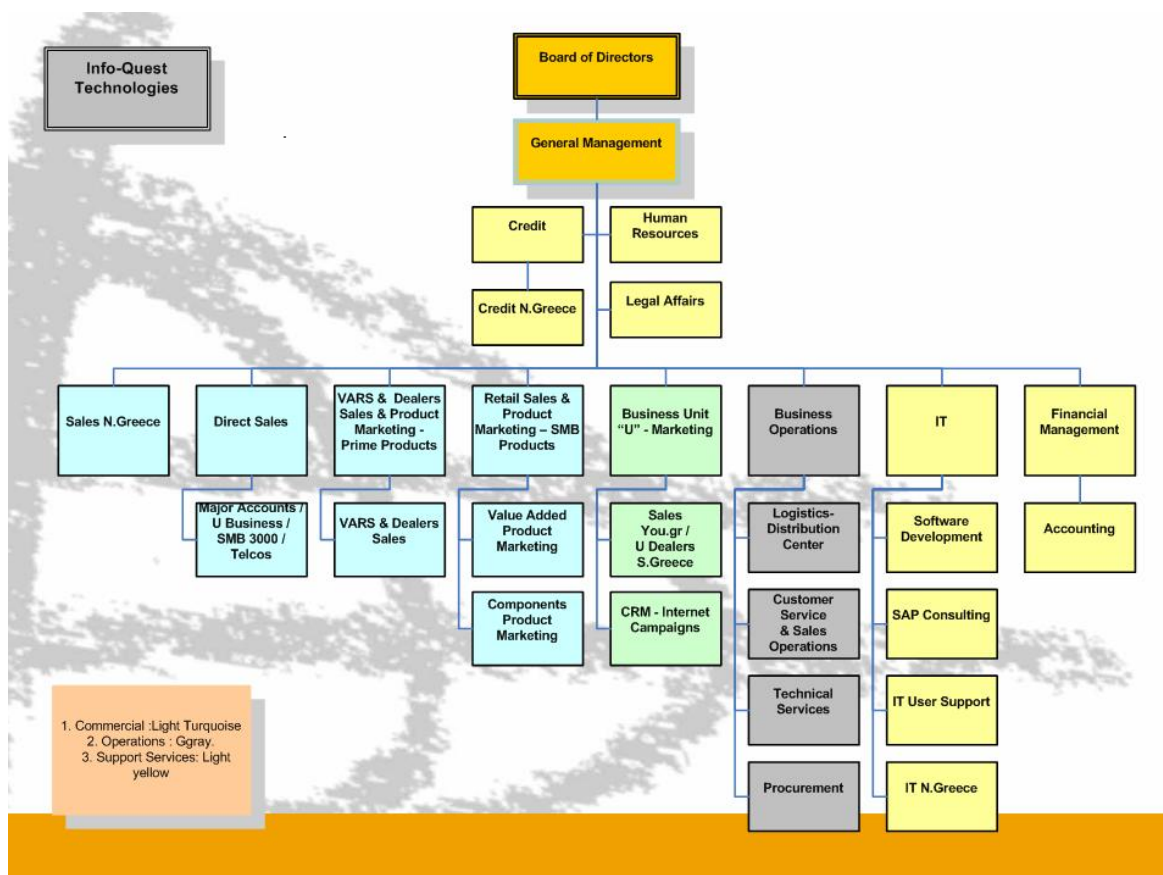 Info-Quest
Technologies
Board of Directors
General Management
Credit
Human
Resources
Credit N.Greece
Legal Affairs
Sales N.Greece
Direct Sales
VARS & Dealers
Sales & Product
Marketing -
Prime Products
Retail Sales &
Product
Marketing – SMB
Products
Business Unit
“U” - Marketing
Business
Operations
IT
Financial
Management
Major Accounts /
U Business /
SMB 3000 /
Telcos
VARS & Dealers
Sales
Value Added
Product
Marketing
Sales
You.gr /
U Dealers
S.Greece
Logistics-
Distribution
Center
Software
Development
Accounting
Components
Product
Marketing
CRM - Internet
Campaigns
Customer
Service
& Sales
Operations
SAP Consulting
Technical
Services
IT User Support
Procurement
IT N.Greece
1. Commercial :Light Turquoise
2. Operations : Ggray.
3. Support Services: Light
yellow